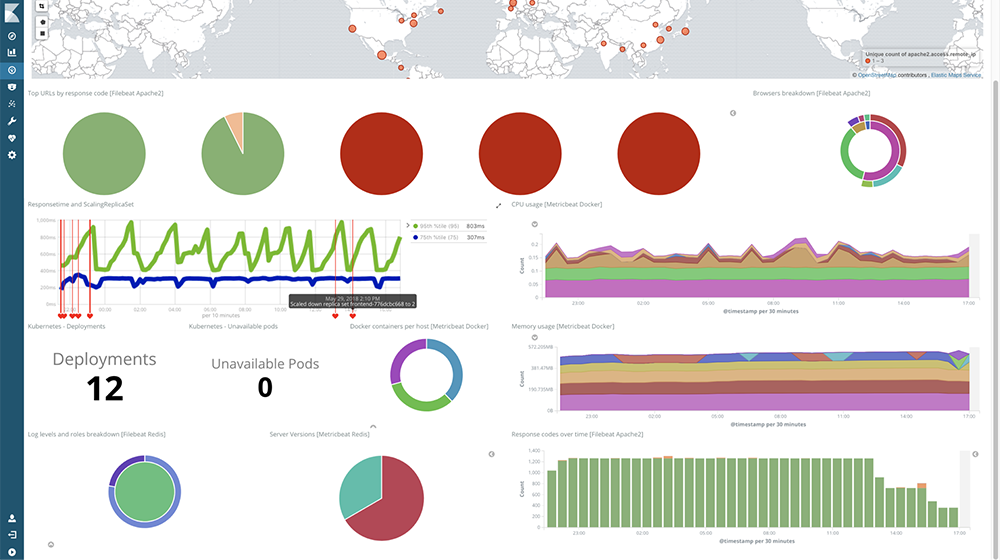 Unique count of apache2.access.remote_ip
1 – 3
© OpenStreetMap contributors , Elastic Maps Service
Top URLs by response code [Filebeat Apache2]
Browsers breakdown [Filebeat Apache2]
Responsetime and ScalingReplicaSet
1,000ms
800ms
600ms
400ms
200ms
0ms
95th %tile (95) 803ms
75th %tile (75) 307ms
May 29, 2018 2:10 PM
Scaled down replica set frontend-776dcbc668 to 2
per 10 minutes
CPU usage [Metricbeat Docker]
Count
0.2
0.15
0.1
0.05
0
23:00 02:00 05:00 08:00 11:00 14:00 17:00
@timestamp per 30 minutes
Kubernetes - Deployments
Deployments
12
Kubernetes - Unavailable pods
Unavailable Pods
0
Docker containers per host [Metricbeat Docker]
Memory usage [Metricbeat Docker]
Count
572.205MB
381.47MB
190.735MB
0B
23:00 02:00 05:00 08:00 11:00 14:00 17:00
@timestamp per 30 minutes
Log levels and roles breakdown [Filebeat Redis]
Server Versions [Metricbeat Redis]
Response codes over time [Filebeat Apache2]
Count
1,400
1,200
1,000
800
600
400
200
0
23:00 02:00 05:00 08:00 11:00 14:00 17:00
@timestamp per 30 minutes